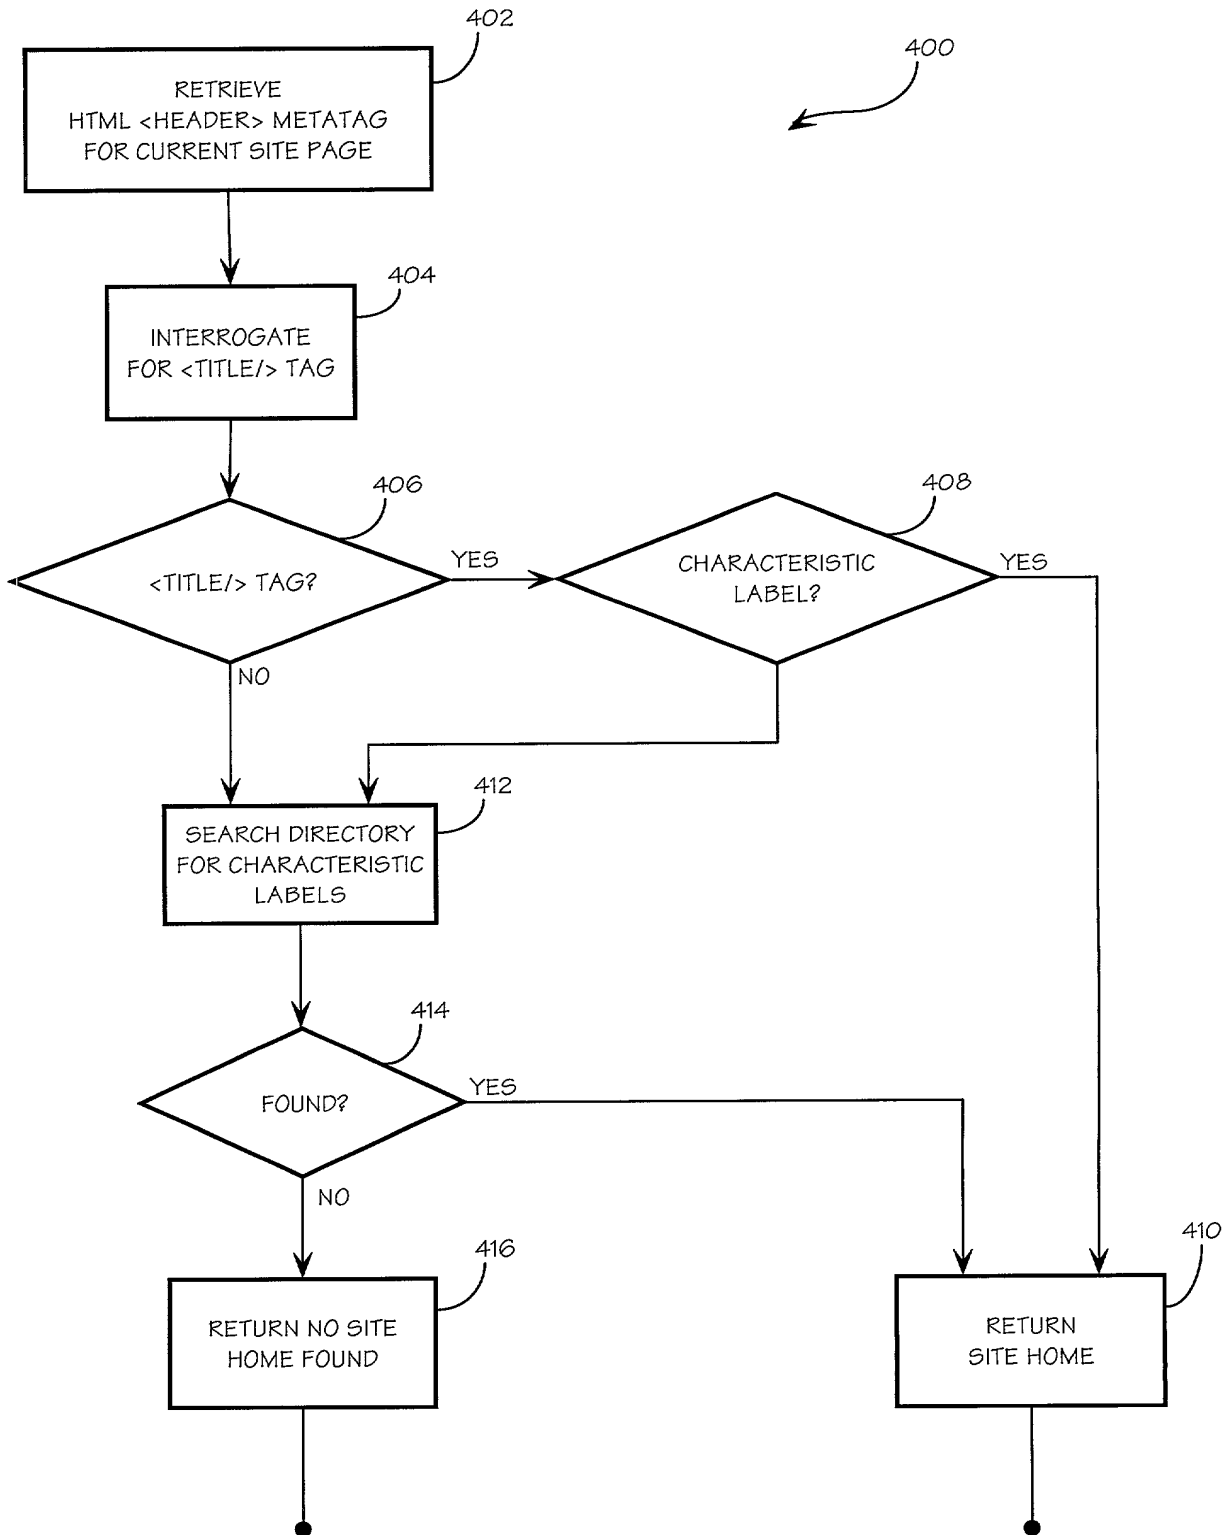 402
400
RETRIEVE
HTML <HEADER> METATAG
FOR CURRENT SITE PAGE
404
INTERROGATE
FOR <TITLE/> TAG
406
408
<TITLE/> TAG?
YES
CHARACTERISTIC
LABEL?
YES
NO
412
SEARCH DIRECTORY
FOR CHARACTERISTIC
LABELS
414
FOUND?
YES
NO
416
410
RETURN NO SITE
HOME FOUND
RETURN
SITE HOME